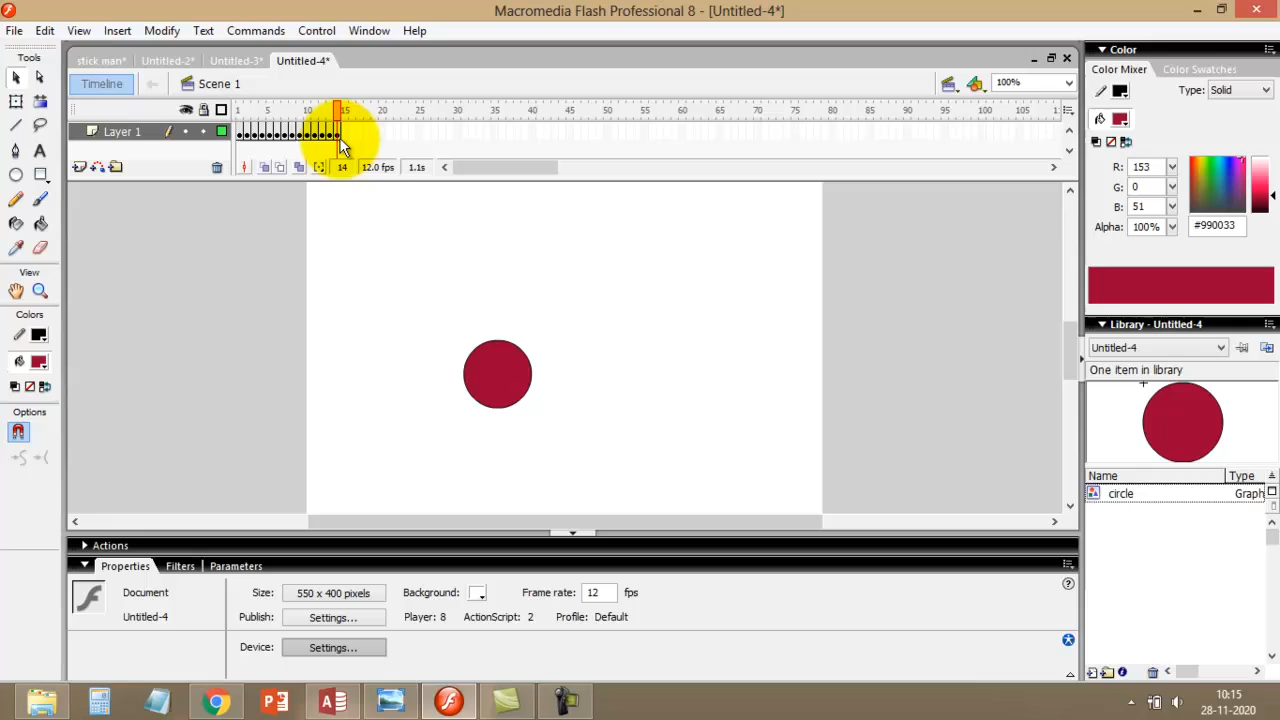 Macromedia Flash Professional 8 - [Untitled-4*]
File Edit View Insert Modify Text Commands Control Window Help
Tools
stick man* Untitled-2* Untitled-3* Untitled-4*
Timeline Scene 1 100%
1 5 10 15 20 25 30 35 40 45 50 55 60 65 70 75 80 85 90 95 100 105 1:
Layer 1
14 12.0 fps 1.1s
View
Colors
Options
Color
Color Mixer Color Swatches
Type: Solid
R: 153
G: 0
B: 51
Alpha: 100% #990033
Library - Untitled-4
Untitled-4
One item in library
Name Type
circle Graph
Actions
Properties Filters Parameters
Document Size: 550 x 400 pixels Background: Frame rate: 12 fps
Untitled-4 Publish: Settings... Player: 8 ActionScript: 2 Profile: Default
Device: Settings...
10:15
28-11-2020